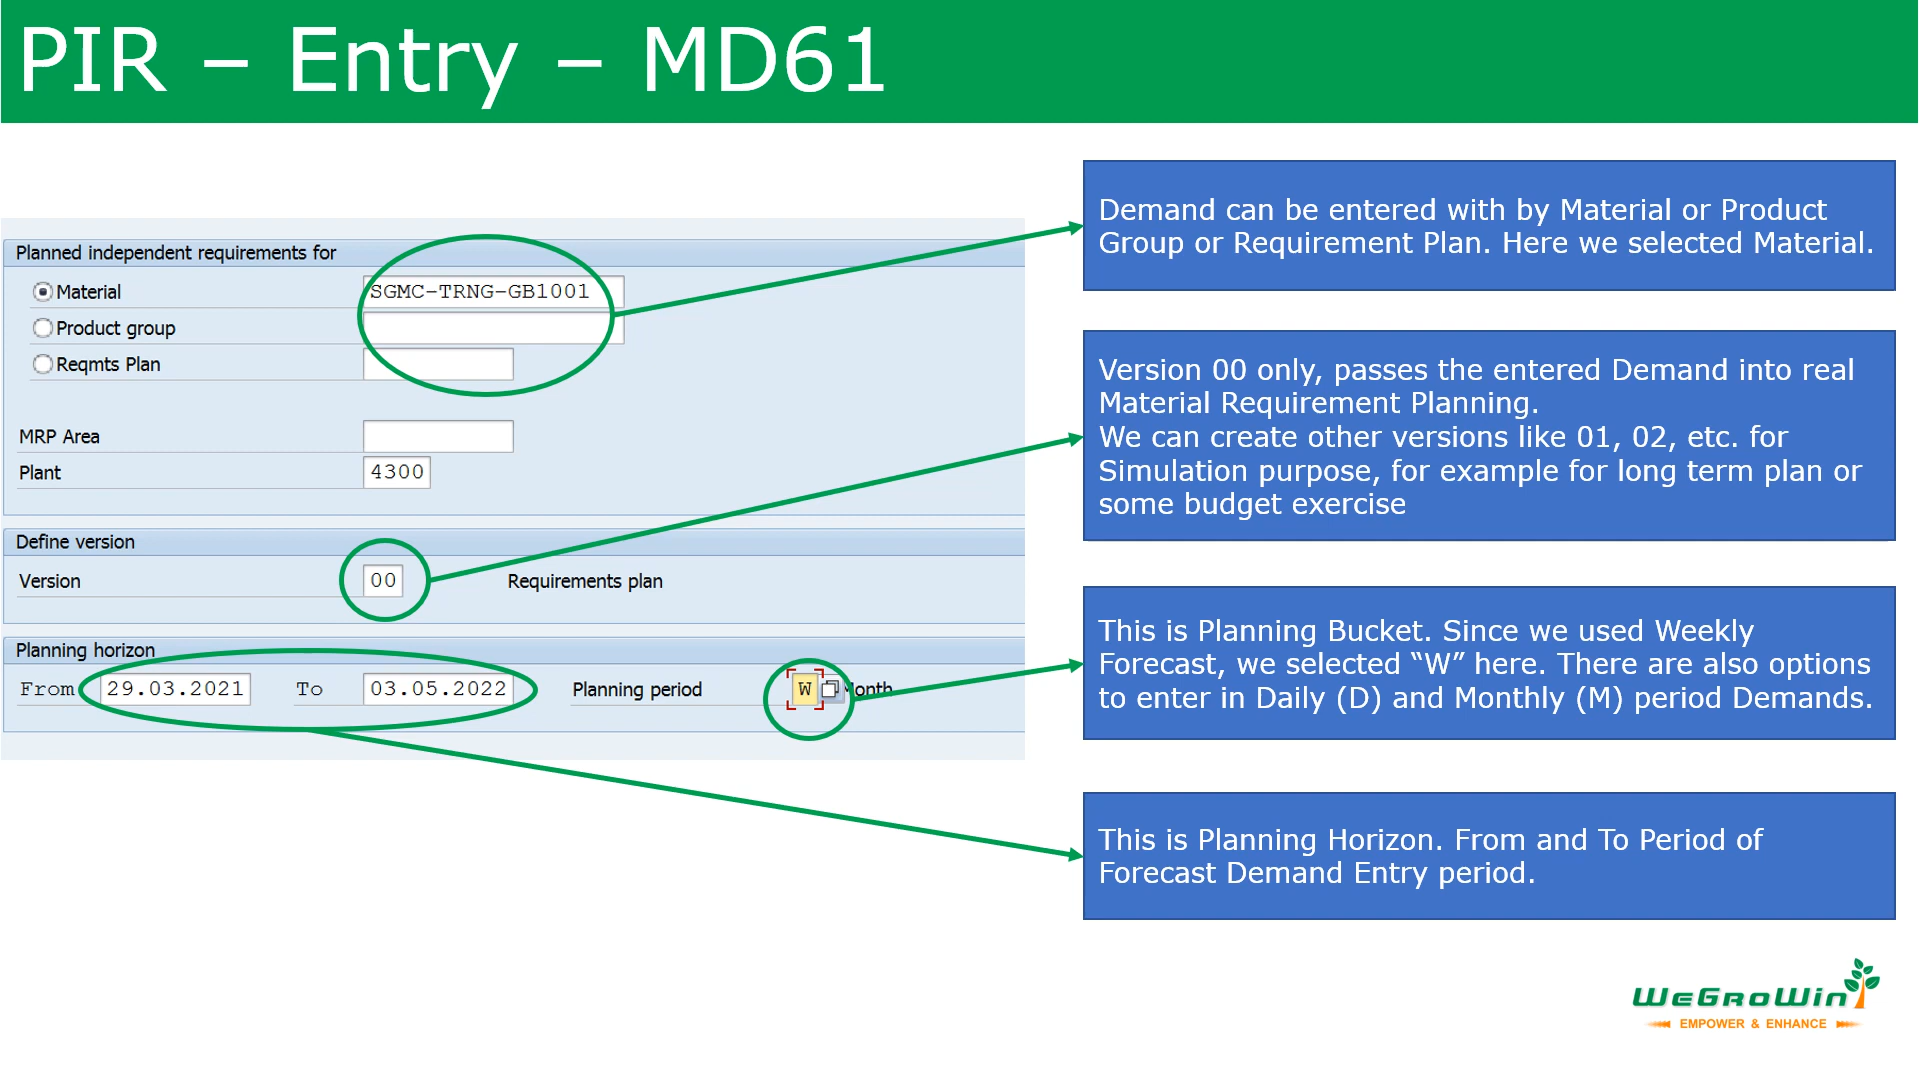 PIR – Entry – MD61
Planned independent requirements for
Material SGMC-TRNG-GB1001
Product group
Reqmts Plan
MRP Area
Plant 4300
Define version
Version 00 Requirements plan
Planning horizon
From 29.03.2021 To 03.05.2022 Planning period W Month
Demand can be entered with by Material or Product
Group or Requirement Plan. Here we selected Material.
Version 00 only, passes the entered Demand into real
Material Requirement Planning.
We can create other versions like 01, 02, etc. for
Simulation purpose, for example for long term plan or
some budget exercise
This is Planning Bucket. Since we used Weekly
Forecast, we selected “W” here. There are also options
to enter in Daily (D) and Monthly (M) period Demands.
This is Planning Horizon. From and To Period of
Forecast Demand Entry period.
WeGroWin
EMPOWER & ENHANCE